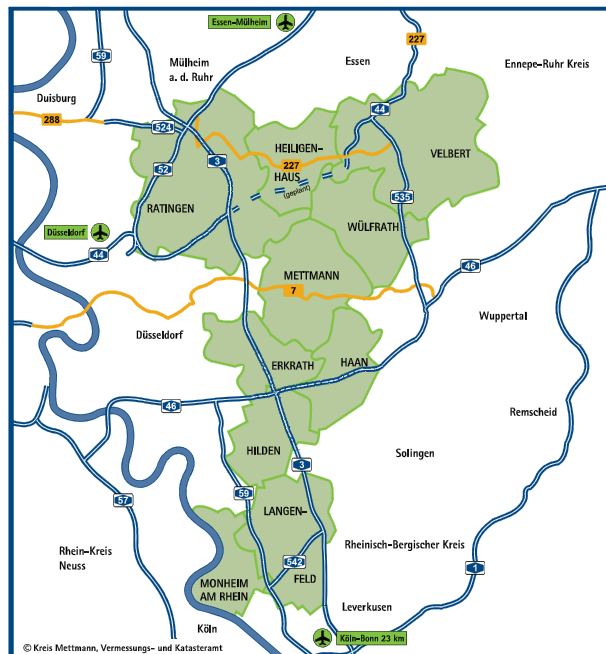 Essen-Mülheim
59
227
Mülheim
a. d. Ruhr
Essen
Ennepe-Ruhr Kreis
Duisburg
44
288
524
HEILIGEN-
3
227
HAUS
VELBERT
52
(geplant)
535
RATINGEN
WÜLFRATH
Düsseldorf
44
METTMANN
46
7
Wuppertal
Düsseldorf
ERKRATH
HAAN
46
Remscheid
HILDEN
Solingen
3
59
57
LANGEN-
Rhein-Kreis
Neuss
Rheinisch-Bergischer Kreis
542
1
MONHEIM
AM RHEIN
FELD
Leverkusen
Köln
Köln-Bonn 23 km
© Kreis Mettmann, Vermessungs- und Katasteramt